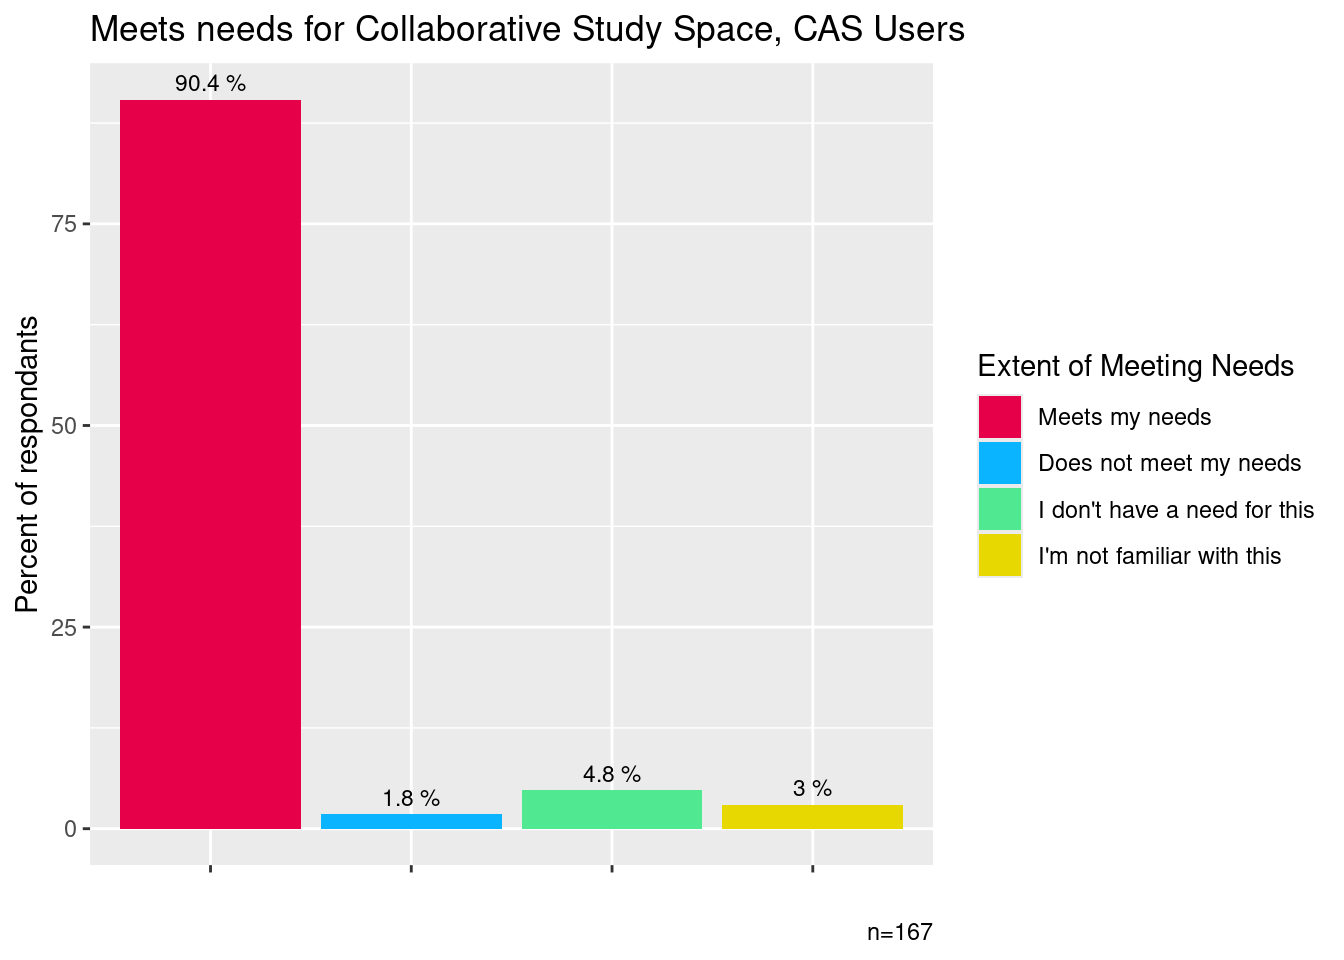 Meets needs for Collaborative Study Space, CAS Users
90.4 %
1.8 %
4.8 %
3 %
75
50
25
0
Percent of respondants
Extent of Meeting Needs
Meets my needs
Does not meet my needs
I don't have a need for this
I'm not familiar with this
n=167